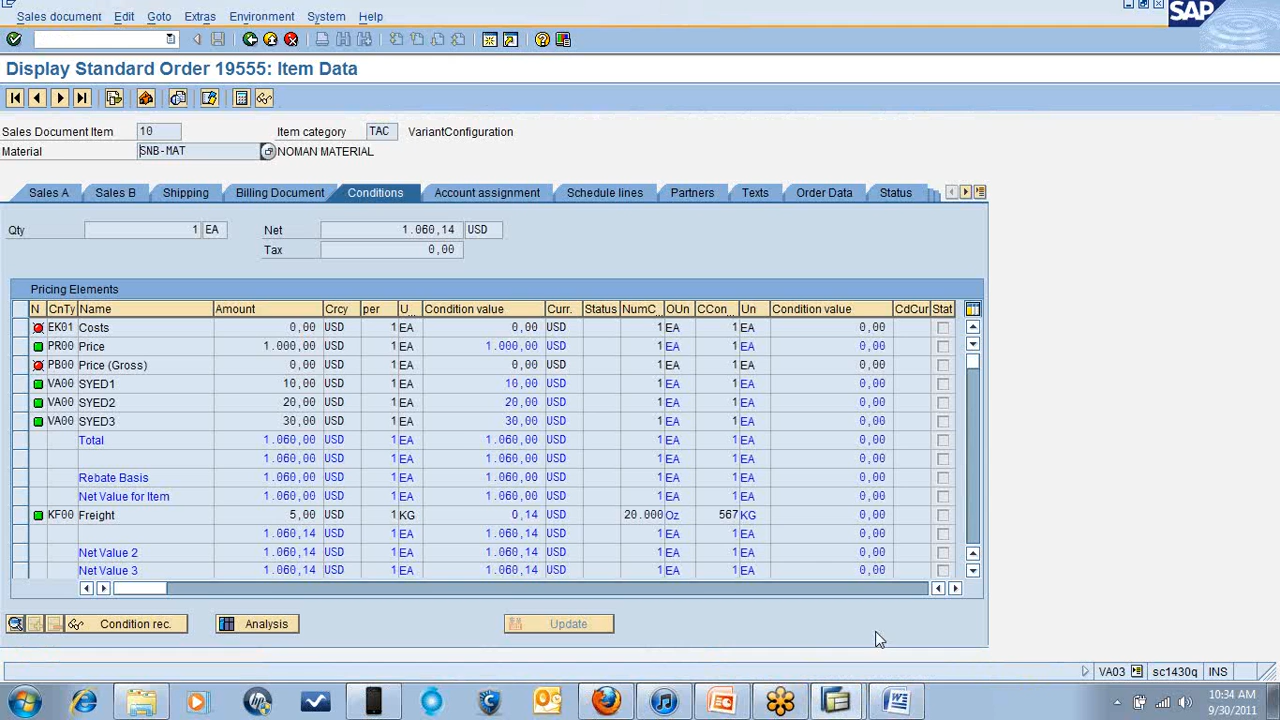 Sales document Edit Goto Extras Environment System Help
SAP
Display Standard Order 19555: Item Data
Sales Document Item 10 Item category TAC VariantConfiguration
Material SNB-MAT NOMAN MATERIAL
Sales A Sales B Shipping Billing Document Conditions Account assignment Schedule lines Partners Texts Order Data Status
Qty 1 EA Net 1.060,14 USD
Tax 0,00
Pricing Elements
N CnTy Name Amount Crcy per U... Condition value Curr. Status NumC... OUn CCon... Un Condition value CdCur Stat
EK01 Costs 0,00 USD 1 EA 0,00 USD 1 EA 1 EA 0,00
PR00 Price 1.000,00 USD 1 EA 1.000,00 USD 1 EA 1 EA 0,00
PB00 Price (Gross) 0,00 USD 1 EA 0,00 USD 1 EA 1 EA 0,00
VA00 SYED1 10,00 USD 1 EA 10,00 USD 1 EA 1 EA 0,00
VA00 SYED2 20,00 USD 1 EA 20,00 USD 1 EA 1 EA 0,00
VA00 SYED3 30,00 USD 1 EA 30,00 USD 1 EA 1 EA 0,00
Total 1.060,00 USD 1 EA 1.060,00 USD 1 EA 1 EA 0,00
1.060,00 USD 1 EA 1.060,00 USD 1 EA 1 EA 0,00
Rebate Basis 1.060,00 USD 1 EA 1.060,00 USD 1 EA 1 EA 0,00
Net Value for Item 1.060,00 USD 1 EA 1.060,00 USD 1 EA 1 EA 0,00
KF00 Freight 5,00 USD 1 KG 0,14 USD 20.000 Oz 567 KG 0,00
1.060,14 USD 1 EA 1.060,14 USD 1 EA 1 EA 0,00
Net Value 2 1.060,14 USD 1 EA 1.060,14 USD 1 EA 1 EA 0,00
Net Value 3 1.060,14 USD 1 EA 1.060,14 USD 1 EA 1 EA 0,00
Condition rec. Analysis Update
VA03 sc1430q INS
10:34 AM
9/30/2011